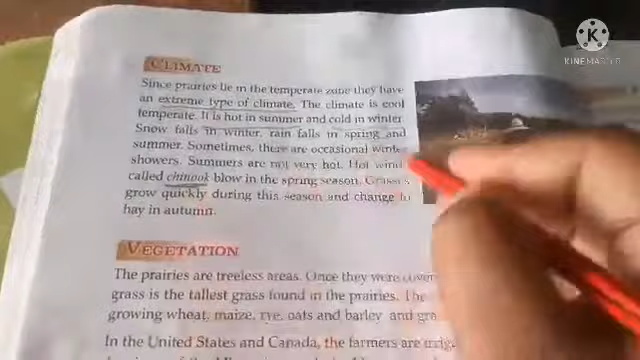 KINEMASTER
CLIMATE
Since prairies lie in the temperate zone they have
an extreme type of climate. The climate is cool
temperate. It is hot in summer and cold in winter.
Snow falls in winter, rain falls in spring and
summer. Sometimes, there are occasional winter
showers. Summers are not very hot. Hot wind
called chinook blow in the spring season. Grasses
grow quickly during this season and change to
hay in autumn.
VEGETATION
The prairies are treeless areas. Once they were cover
grass is the tallest grass found in the prairies. The
growing wheat, maize, rye, oats and barley and gra
In the United States and Canada, the farmers are